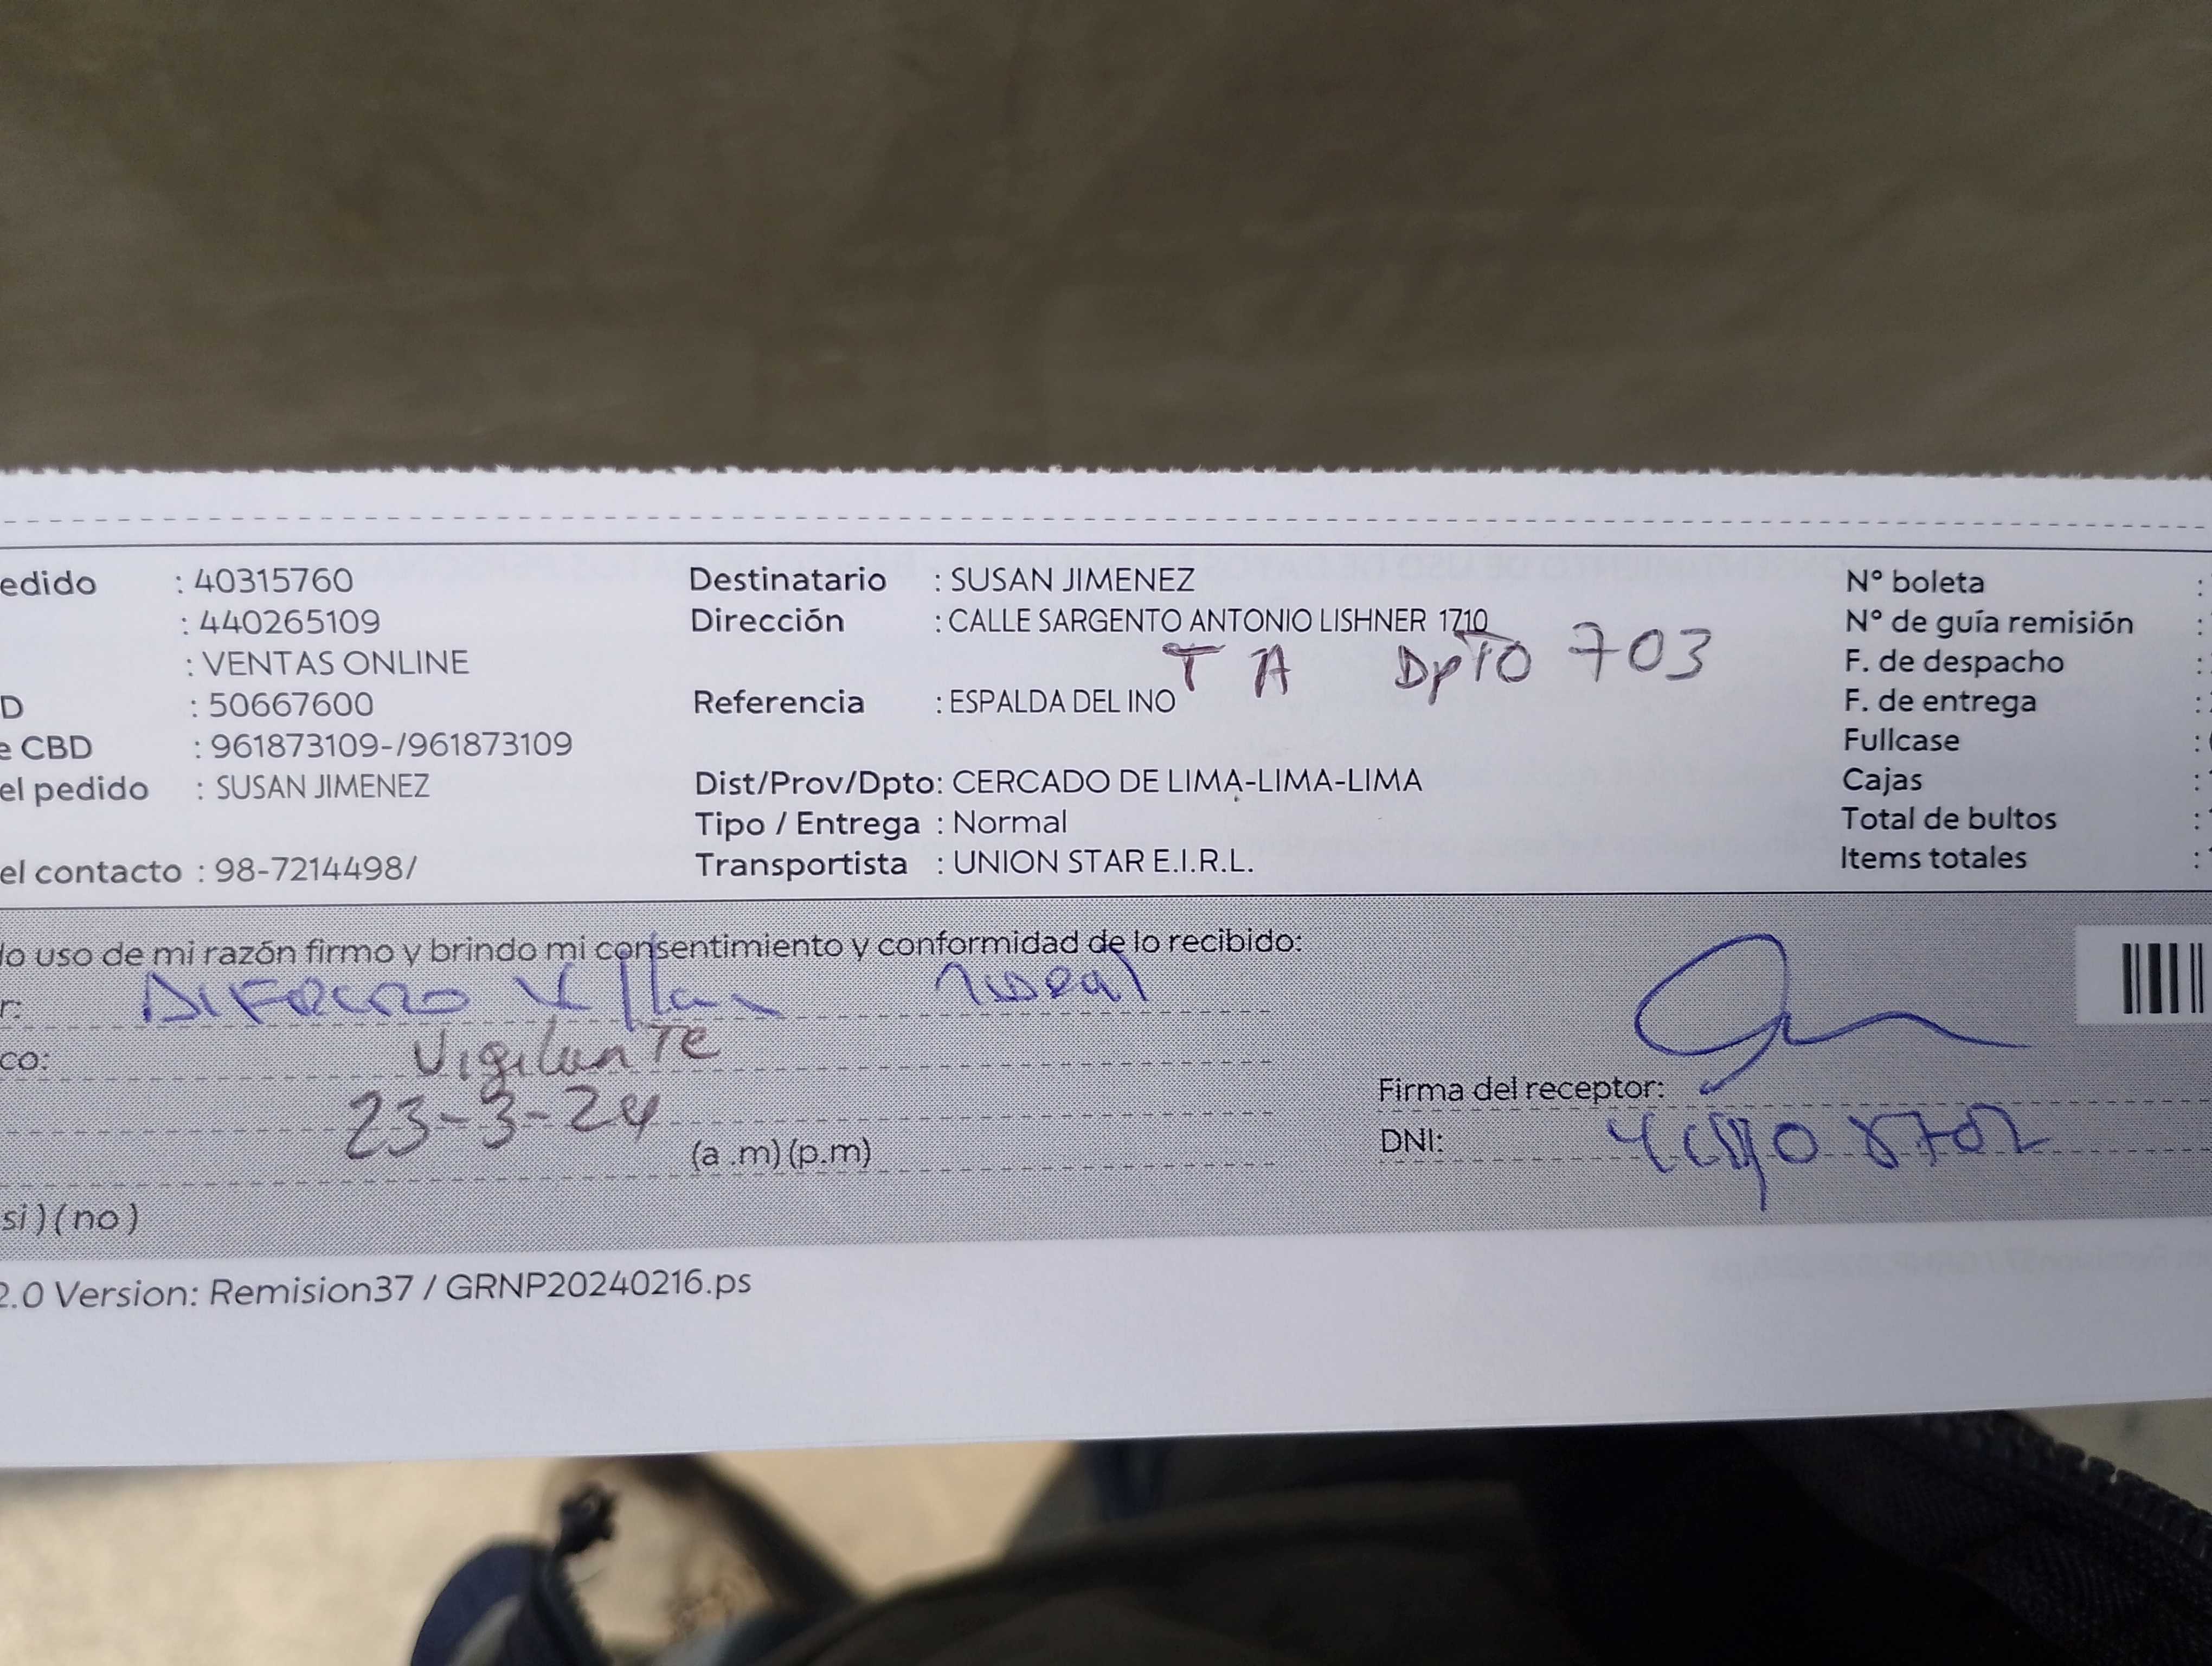 edido : 40315760
: 440265109
: VENTAS ONLINE
D : 50667600
e CBD : 961873109-/961873109
el pedido : SUSAN JIMENEZ
el contacto : 98-7214498/
Destinatario : SUSAN JIMENEZ
Dirección : CALLE SARGENTO ANTONIO LISHNER 1710
T A DpTO 703
Referencia : ESPALDA DEL INO
Dist/Prov/Dpto: CERCADO DE LIMA-LIMA-LIMA
Tipo / Entrega : Normal
Transportista : UNION STAR E.I.R.L.
N° boleta :
N° de guía remisión :
F. de despacho :
F. de entrega :
Fullcase :
Cajas :
Total de bultos :
Items totales :
lo uso de mi razón firmo y brindo mi consentimiento y conformidad de lo recibido:
r:
co: VigilanTe
23-3-24
(a .m) (p.m)
Firma del receptor:
DNI:
si ) ( no )
2.0 Version: Remision37 / GRNP20240216.ps